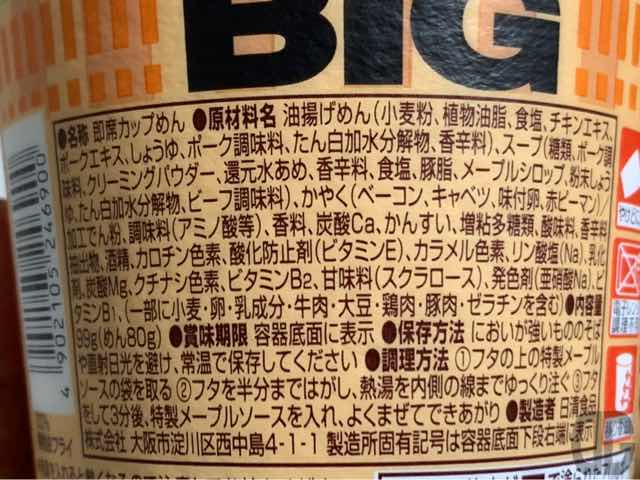 BIG
●名称 即席カップめん ●原材料名 油揚げめん(小麦粉、植物油脂、食塩、チキンエキス、
ポークエキス、しょうゆ、ポーク調味料、たん白加水分解物、香辛料)、スープ(糖類、ポーク調
味料、クリーミングパウダー、還元水あめ、香辛料、食塩、豚脂、メープルシロップ、粉末しょう
ゆ、たん白加水分解物、ビーフ調味料)、かやく(ベーコン、キャベツ、味付卵、赤ピーマン)/
加工でん粉、調味料(アミノ酸等)、香料、炭酸Ca、かんすい、増粘多糖類、酸味料、香辛料
抽出物、酒精、カロチン色素、酸化防止剤(ビタミンE)、カラメル色素、リン酸塩(Na)、乳化
剤、炭酸Mg、クチナシ色素、ビタミンB2、甘味料(スクラロース)、発色剤(亜硝酸Na)、ビ
タミンB1、(一部に小麦・卵・乳成分・牛肉・大豆・鶏肉・豚肉・ゼラチンを含む) ●内容量
99g(めん80g) ●賞味期限 容器底面に表示 ●保存方法 においが強いもののそば
や直射日光を避け、常温で保存してください ●調理方法 ①フタの上の特製メープル
ソースの袋を取る ②フタを半分まではがし、熱湯を内側の線までゆっくり注ぐ ③フタ
をして3分後、特製メープルソースを入れ、よくまぜてできあがり ●製造者 日清食品
株式会社 大阪市淀川区西中島4-1-1 製造所固有記号は容器底面下段右端に表示
4 902105 246900
電子レンジ
調理不可
フライ